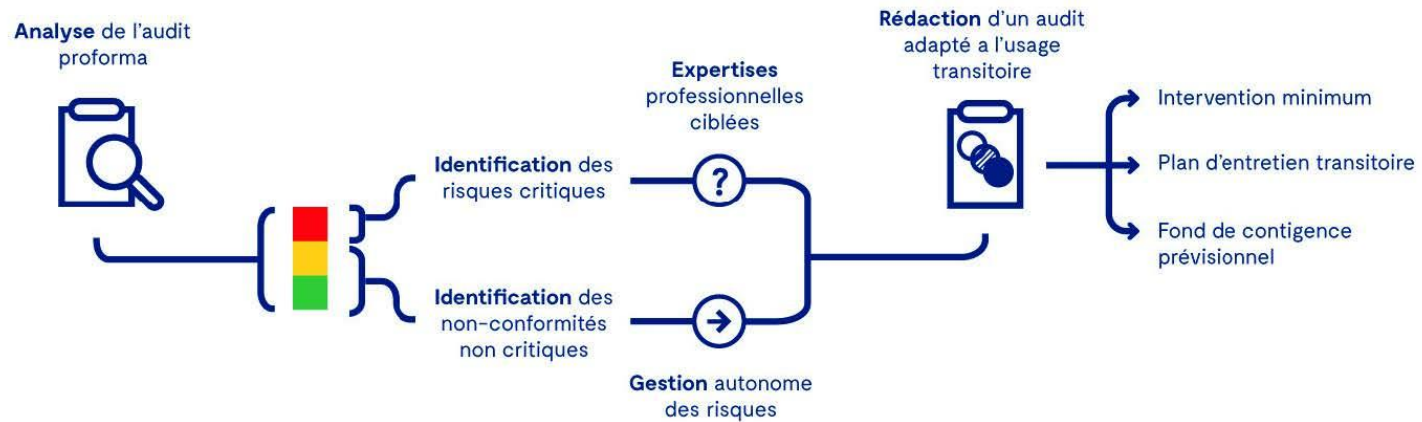 Analyse de l'audit
proforma
Identification des
risques critiques
Identification des
non-conformités
non critiques
Expertises
professionnelles
ciblées
?
Gestion autonome
des risques
Rédaction d'un audit
adapté a l'usage
transitoire
Intervention minimum
Plan d'entretien transitoire
Fond de contigence
prévisionnel